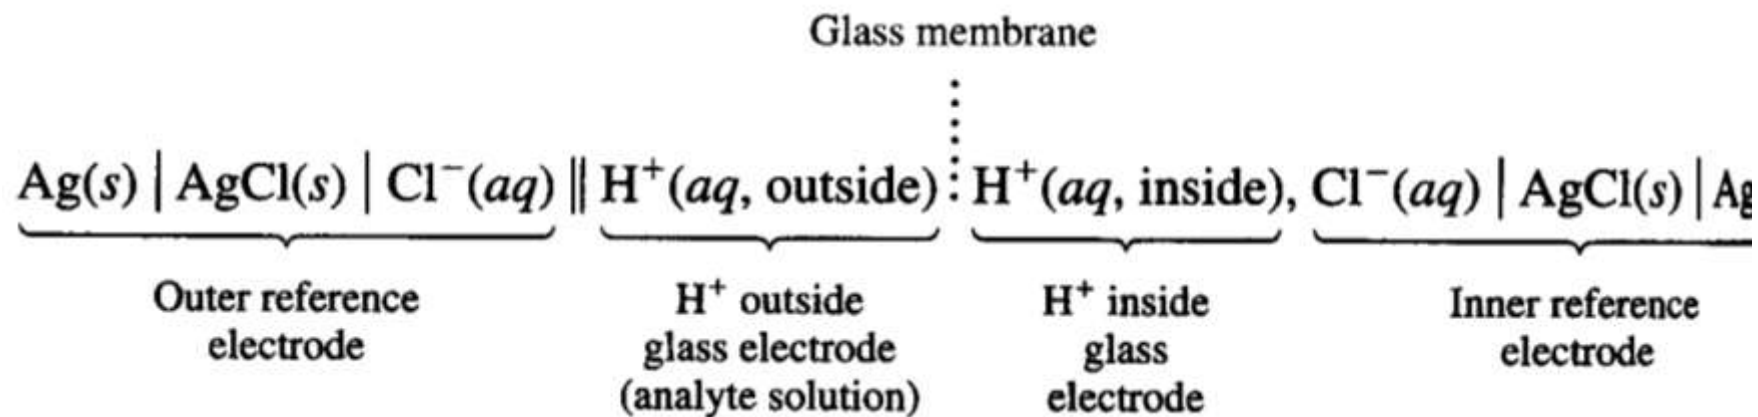 Glass membrane
Ag(s) | AgCl(s) | Cl⁻(aq) || H⁺(aq, outside) ⋮ H⁺(aq, inside), Cl⁻(aq) | AgCl(s) | Ag
Outer reference electrode
H⁺ outside glass electrode (analyte solution)
H⁺ inside glass electrode
Inner reference electrode